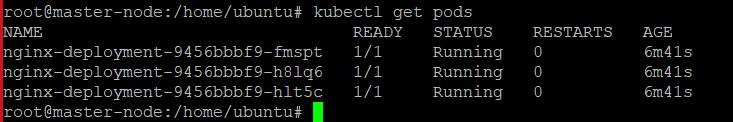 root@master-node:/home/ubuntu# kubectl get pods
NAME READY STATUS RESTARTS AGE
nginx-deployment-9456bbbf9-fmspt 1/1 Running 0 6m41s
nginx-deployment-9456bbbf9-h8lq6 1/1 Running 0 6m41s
nginx-deployment-9456bbbf9-hlt5c 1/1 Running 0 6m41s
root@master-node:/home/ubuntu#